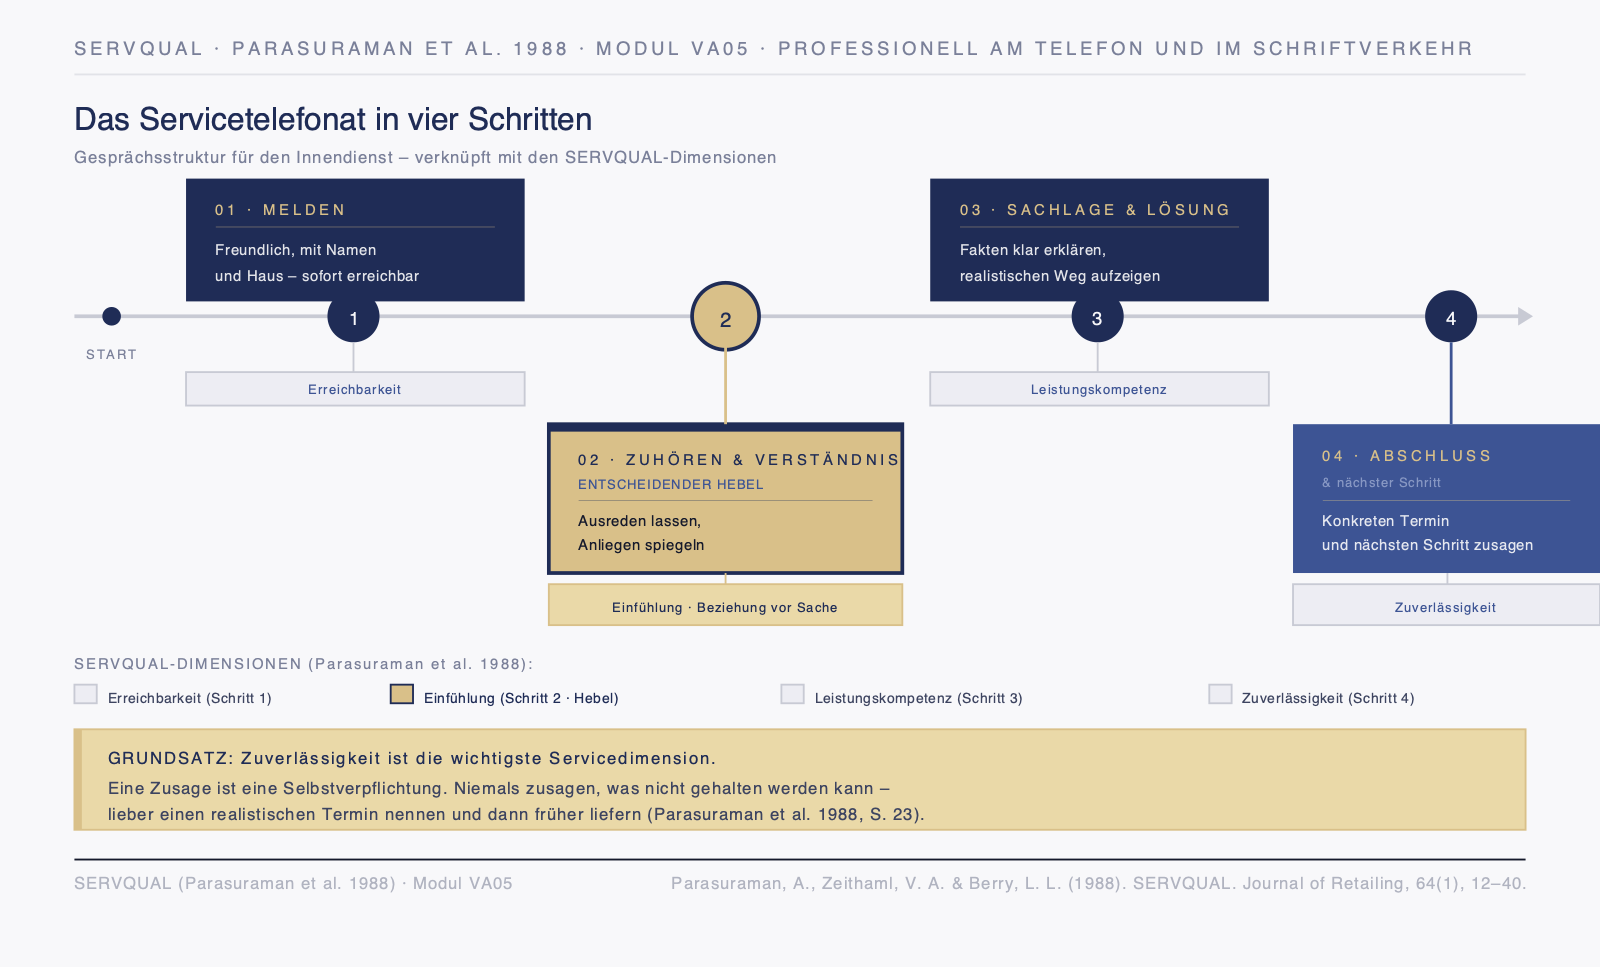 SERVQUAL · PARASURAMAN ET AL. 1988 · MODUL VA05 · PROFESSIONELL AM TELEFON UND IM SCHRIFTVERKEHR
Das Servicetelefonat in vier Schritten
Gesprächsstruktur für den Innendienst – verknüpft mit den SERVQUAL-Dimensionen
01 · MELDEN
Freundlich, mit Namen
und Haus – sofort erreichbar
03 · SACHLAGE & LÖSUNG
Fakten klar erklären,
realistischen Weg aufzeigen
1
2
3
4
START
Erreichbarkeit
Leistungskompetenz
02 · ZUHÖREN & VERSTÄNDNIS
ENTSCHEIDENDER HEBEL
Ausreden lassen,
Anliegen spiegeln
04 · ABSCHLUSS
& nächster Schritt
Konkreten Termin
und nächsten Schritt zusagen
Einfühlung · Beziehung vor Sache
Zuverlässigkeit
SERVQUAL-DIMENSIONEN (Parasuraman et al. 1988):
Erreichbarkeit (Schritt 1)
Einfühlung (Schritt 2 · Hebel)
Leistungskompetenz (Schritt 3)
Zuverlässigkeit (Schritt 4)
GRUNDSATZ: Zuverlässigkeit ist die wichtigste Servicedimension.
Eine Zusage ist eine Selbstverpflichtung. Niemals zusagen, was nicht gehalten werden kann –
lieber einen realistischen Termin nennen und dann früher liefern (Parasuraman et al. 1988, S. 23).
SERVQUAL (Parasuraman et al. 1988) · Modul VA05
Parasuraman, A., Zeithaml, V. A. & Berry, L. L. (1988). SERVQUAL. Journal of Retailing, 64(1), 12–40.